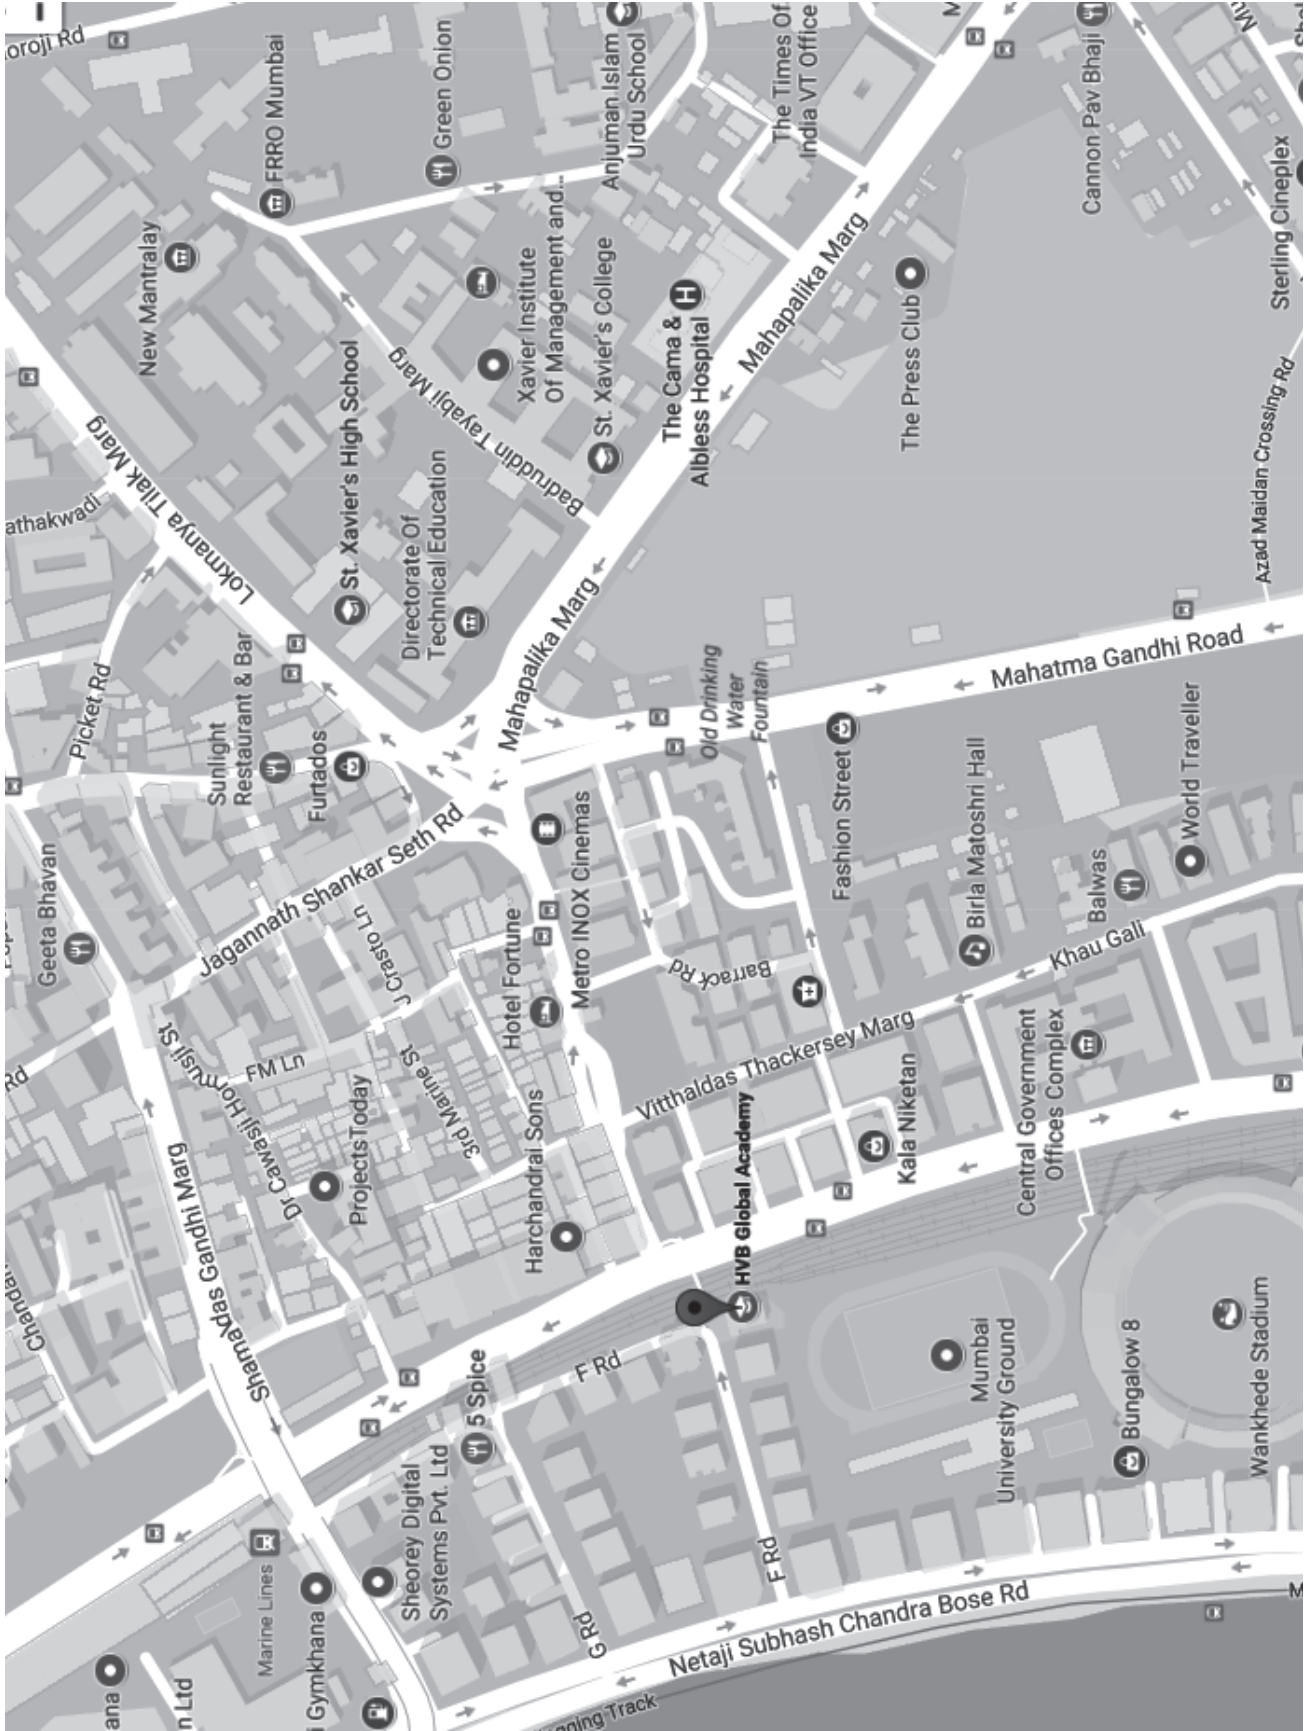 Geeta Bhavan
Picket Rd
athakwadi
oroji Rd
Rd
ana
n Ltd
Shamaldas Gandhi Marg
Dr Cawasji Hormusji St
Jagannath Shankar Seth Rd
Lokmanya Tilak Marg
New Mantralay
Marine Lines
i Gymkhana
FM Ln
Sunlight
Restaurant & Bar
FRRO Mumbai
Furtados
St. Xavier's High School
ProjectsToday
J Crasto Ln
3rd Marine St
Badruddin Tayabji Marg
Sheorey Digital
Systems Pvt. Ltd
5 Spice
Directorate Of
Technical Education
Green Onion
Harchandrai Sons
Hotel Fortune
Metro INOX Cinemas
Mahapalika Marg
Xavier Institute
Of Management and...
St. Xavier's College
Anjuman Islam
Urdu School
G Rd
F Rd
Vitthaldas Thackersey Marg
Barrack Rd
The Cama &
Albless Hospital
HVB Global Academy
Old Drinking
Water
Fountain
Mahapalika Marg
The Times Of
India VT Office
F Rd
Netaji Subhash Chandra Bose Rd
Kala Niketan
Fashion Street
The Press Club
Mumbai
University Ground
Birla Matoshri Hall
M
Central Government
Offices Complex
Khau Gali
Mahatma Gandhi Road
Balwas
Cannon Pav Bhaji
Bungalow 8
World Traveller
Wankhede Stadium
Azad Maidan Crossing Rd
Sterling Cineplex